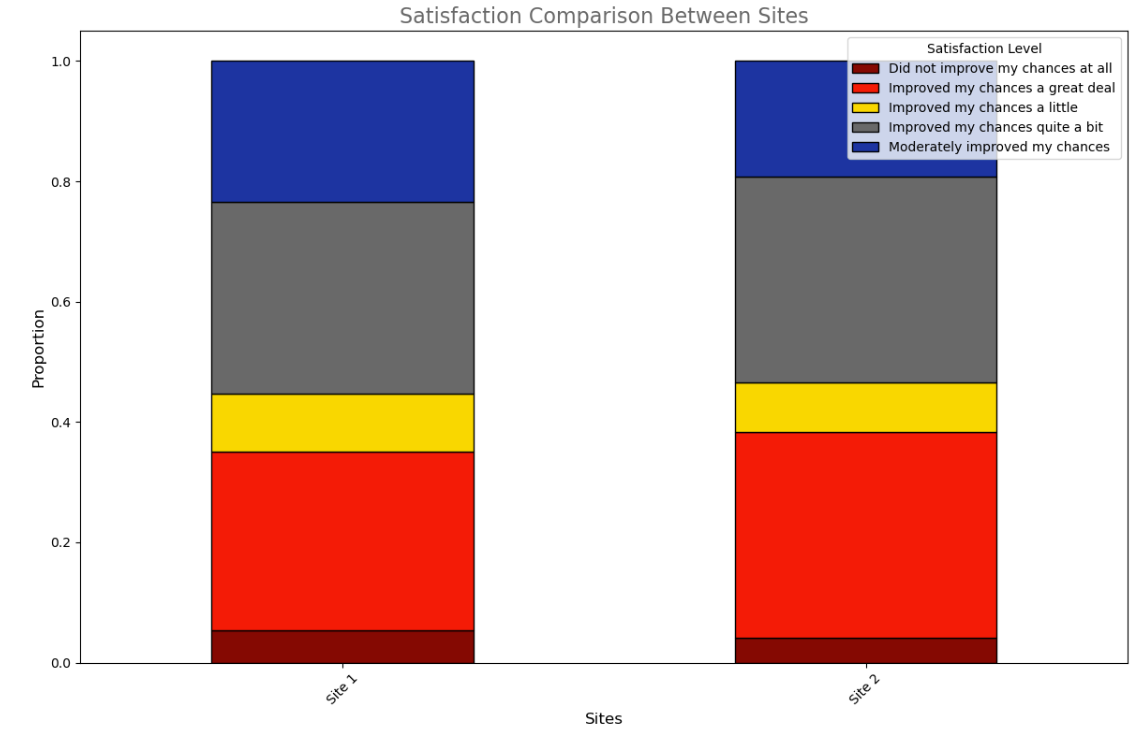 Satisfaction Comparison Between Sites
Satisfaction Level
Did not improve my chances at all
Improved my chances a great deal
Improved my chances a little
Improved my chances quite a bit
Moderately improved my chances
1.0
0.8
0.6
0.4
0.2
0.0
Proportion
Site 1
Site 2
Sites